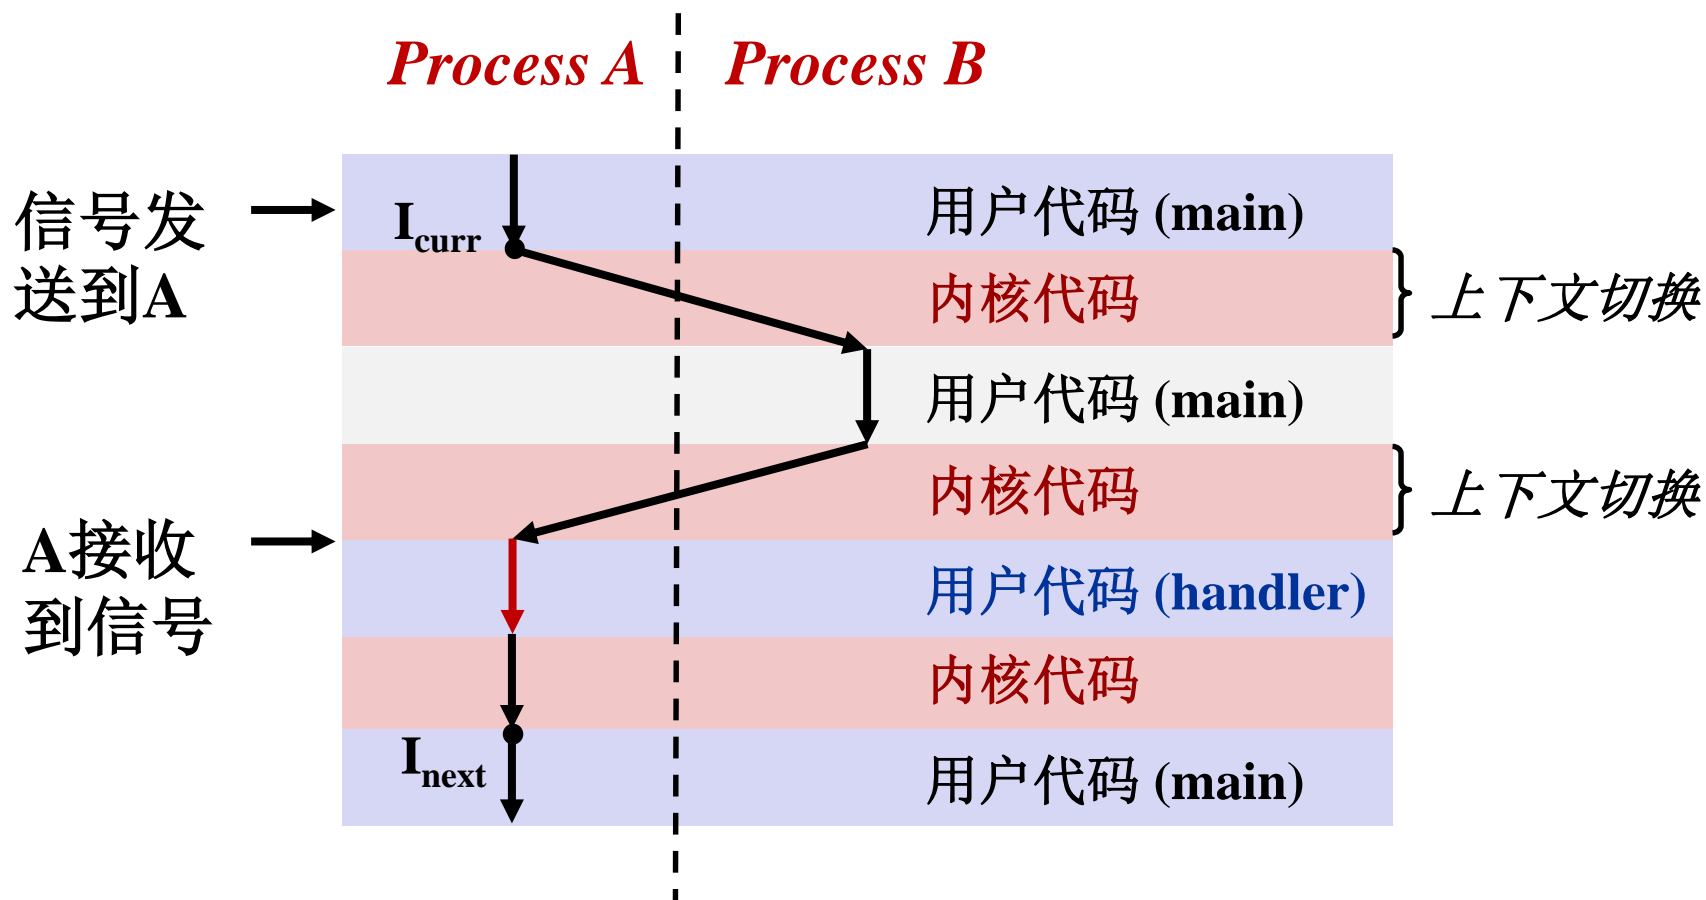 Process A
Process B
信号发
送到A
I curr
用户代码 (main)
内核代码
上下文切换
用户代码 (main)
内核代码
上下文切换
A接收
到信号
用户代码 (handler)
内核代码
I next
用户代码 (main)